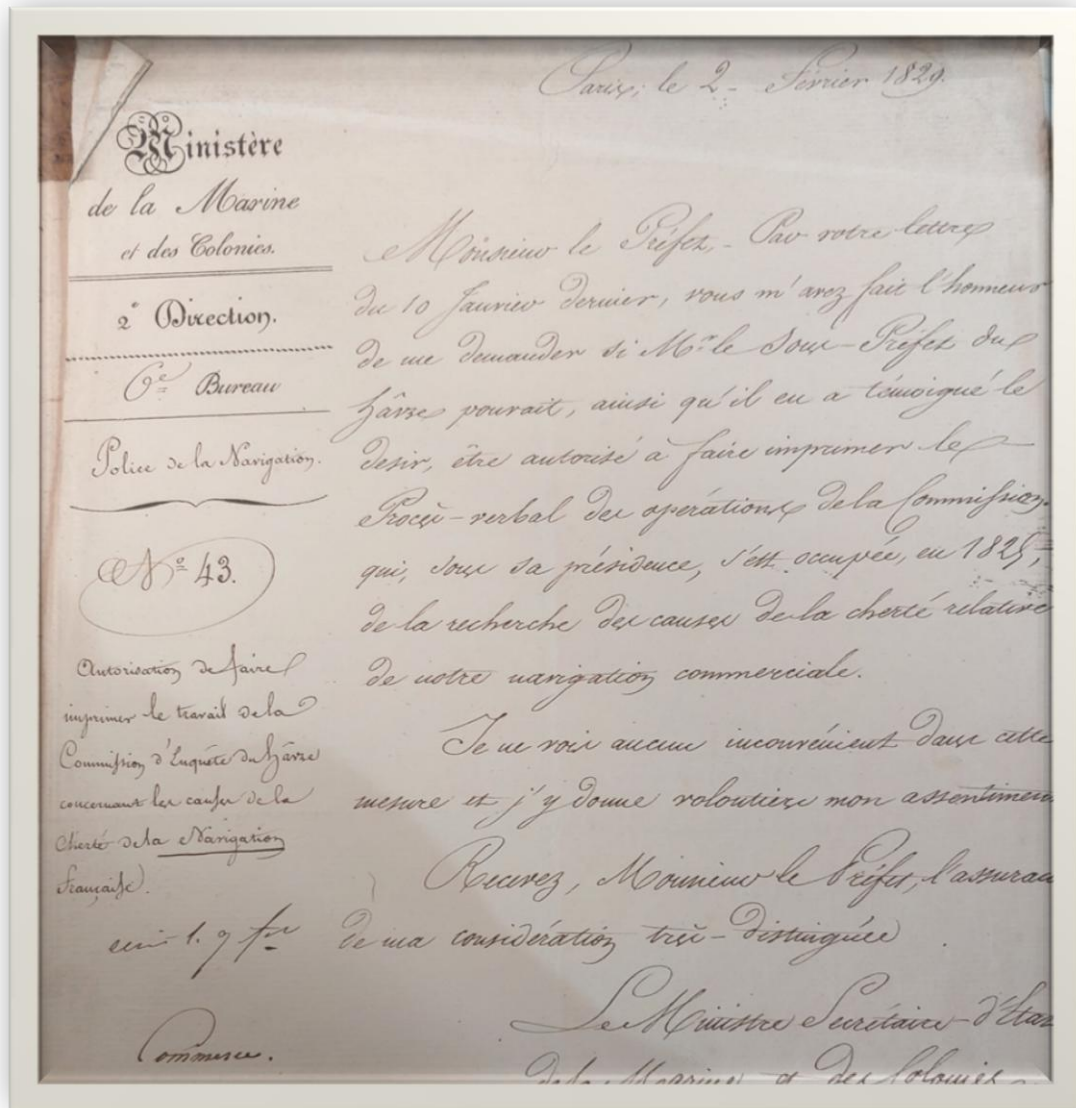 Paris, le 2 Février 1829.
Ministère
de la Marine
et des Colonies.
2e Direction.
6e Bureau
Police de la Navigation.
N° 43.
Autorisation de faire
imprimer le travail de la
Commission d'Enquête du hâvre
concernant les causes de la
Cherté de la Navigation
Française.
Commerce.
Monsieur le Préfet, - Par votre lettre
du 10 Janvier dernier, vous m'avez fait l'honneur
de me demander si Mr. le Sous-Préfet du
hâvre pourait, ainsi qu'il en a témoigné le
desir, être autorisé à faire imprimer le
Procès-verbal des opérations de la Commission
qui, sous sa présidence, s'est occupée, en
de la recherche des causes de la cherté relative
de notre navigation commerciale.
Je ne vois aucun inconvénient dans cette
mesure et j'y donne volontiers mon assentimen
Recevez, Monsieur le Préfet, l'assuran
de ma considération très-distinguée
Le Ministre Secrétaire d'Etat
de la Marine et des Colonies